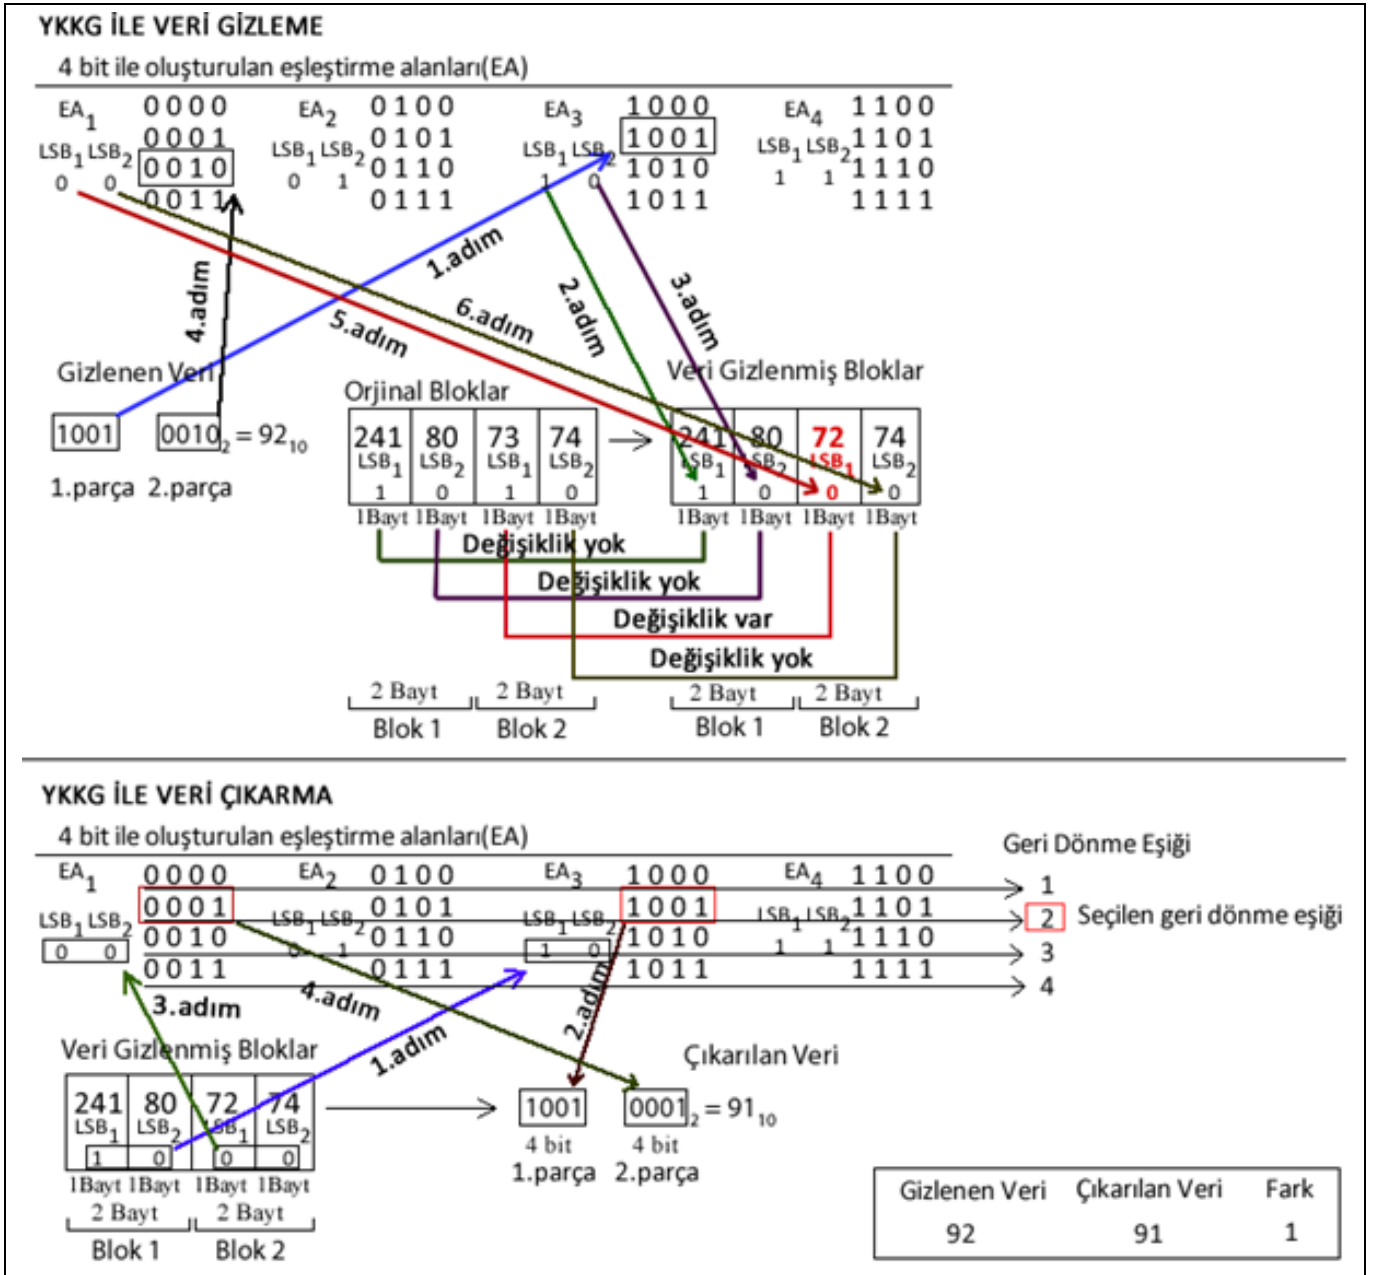 YKKG İLE VERİ GİZLEME
4 bit ile oluşturulan eşleştirme alanları(EA)
EA1 0000 EA2 0100 EA3 1000 EA4 1100
0001 0101 1001 1101
LSB1 LSB2 LSB1 LSB2 LSB1 LSB2 LSB1 LSB2
0010 0110 1010 1110
0 0 0 1 1 0 1 1
0011 0111 1011 1111
1.adım
2.adım
3.adım
4.adım
5.adım
6.adım
Gizlenen Veri
Orjinal Bloklar
Veri Gizlenmiş Bloklar
1001 00102 = 9210
1.parça 2.parça
241 80 73 74 241 80 72 74
LSB1 LSB2 LSB1 LSB2 LSB1 LSB2 LSB1 LSB2
1 0 1 0 1 0 0 0
1Bayt 1Bayt 1Bayt 1Bayt 1Bayt 1Bayt 1Bayt 1Bayt
Değişiklik yok
Değişiklik yok
Değişiklik var
Değişiklik yok
2 Bayt 2 Bayt 2 Bayt 2 Bayt
Blok 1 Blok 2 Blok 1 Blok 2
YKKG İLE VERİ ÇIKARMA
4 bit ile oluşturulan eşleştirme alanları(EA)
Geri Dönme Eşiği
EA1 0000 EA2 0100 EA3 1000 EA4 1100 1
0001 0101 1001 1101 2 Seçilen geri dönme eşiği
LSB1 LSB2 LSB1 LSB2 LSB1 LSB2 LSB1 LSB2
0010 0110 1010 1110 3
0 0 0 1 1 0 1 1
0011 0111 1011 1111 4
3.adım
4.adım
1.adım
2.adım
Veri Gizlenmiş Bloklar
Çıkarılan Veri
241 80 72 74
LSB1 LSB2 LSB1 LSB2
1 0 0 0
1001 00012 = 9110
4 bit 4 bit
1.parça 2.parça
1Bayt 1Bayt 1Bayt 1Bayt
2 Bayt 2 Bayt
Blok 1 Blok 2
Gizlenen Veri Çıkarılan Veri Fark
92 91 1